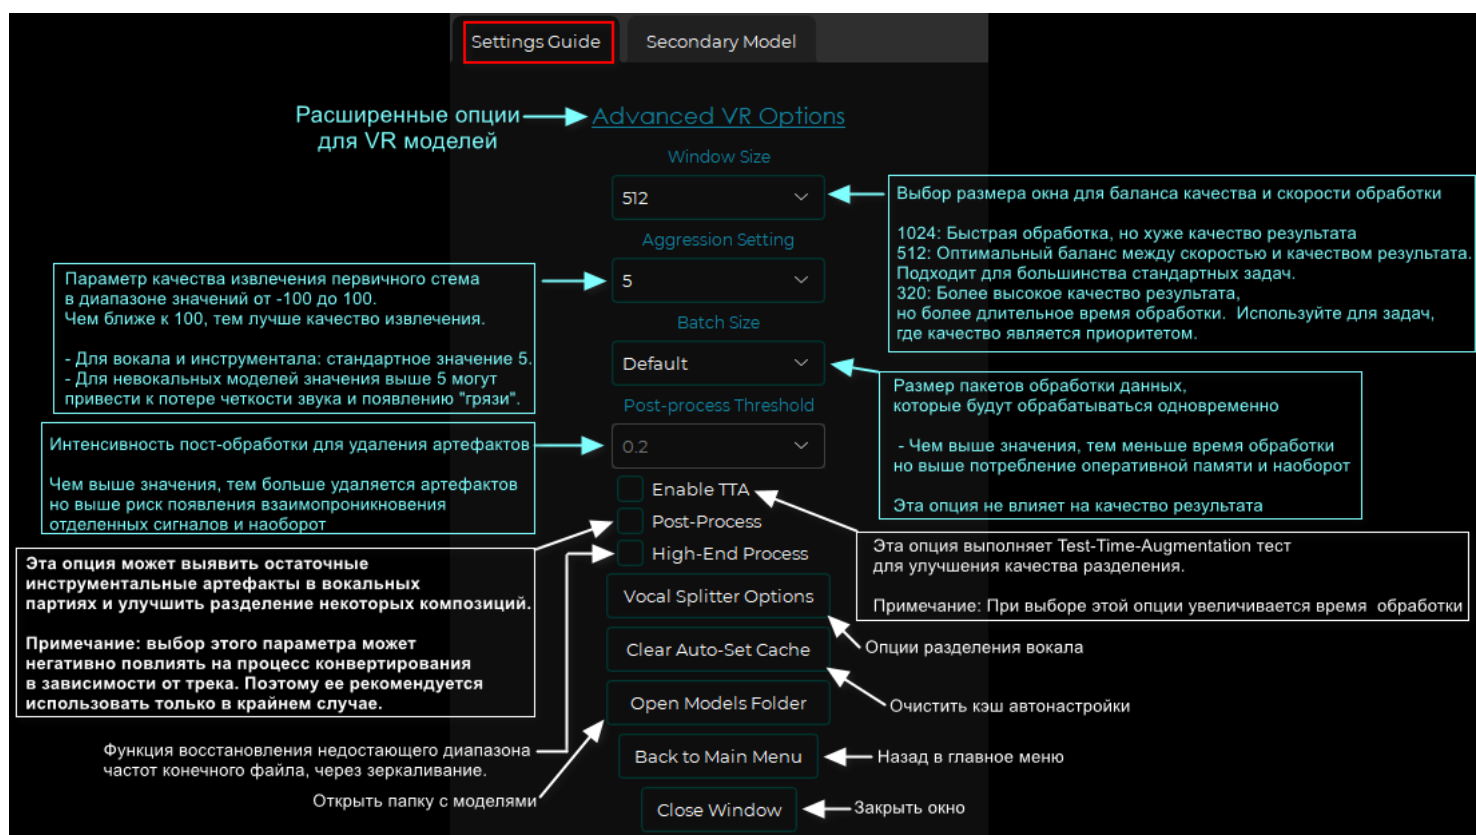 Settings Guide
Secondary Model
Расширенные опции
для VR моделей
Advanced VR Options
Window Size
512
Выбор размера окна для баланса качества и скорости обработки
1024: Быстрая обработка, но хуже качество результата
512: Оптимальный баланс между скоростью и качеством результата.
Подходит для большинства стандартных задач.
320: Более высокое качество результата,
но более длительное время обработки.  Используйте для задач,
где качество является приоритетом.
Aggression Setting
5
Параметр качества извлечения первичного стема
в диапазоне значений от -100 до 100.
Чем ближе к 100, тем лучше качество извлечения.
- Для вокала и инструментала: стандартное значение 5.
- Для невокальных моделей значения выше 5 могут
привести к потере четкости звука и появлению "грязи".
Batch Size
Default
Размер пакетов обработки данных,
которые будут обрабатываться одновременно
- Чем выше значения, тем меньше время обработки
но выше потребление оперативной памяти и наоборот
Эта опция не влияет на качество результата
Post-process Threshold
0.2
Интенсивность пост-обработки для удаления артефактов
Чем выше значения, тем больше удаляется артефактов
но выше риск появления взаимопроникновения
отделенных сигналов и наоборот
Enable TTA
Эта опция выполняет Test-Time-Augmentation тест
для улучшения качества разделения.
Примечание: При выборе этой опции увеличивается время  обработки
Post-Process
Эта опция может выявить остаточные
инструментальные артефакты в вокальных
партиях и улучшить разделение некоторых композиций.
Примечание: выбор этого параметра может
негативно повлиять на процесс конвертирования
в зависимости от трека. Поэтому ее рекомендуется
использовать только в крайнем случае.
High-End Process
Функция восстановления недостающего диапазона
частот конечного файла, через зеркаливание.
Vocal Splitter Options
Опции разделения вокала
Clear Auto-Set Cache
Очистить кэш автонастройки
Open Models Folder
Открыть папку с моделями
Back to Main Menu
Назад в главное меню
Close Window
Закрыть окно